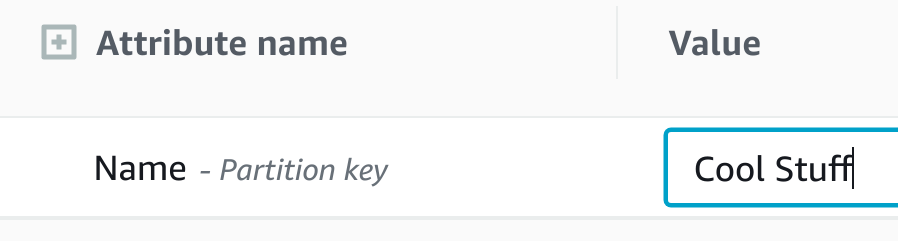 Attribute name Value
Name - Partition key Cool Stuff